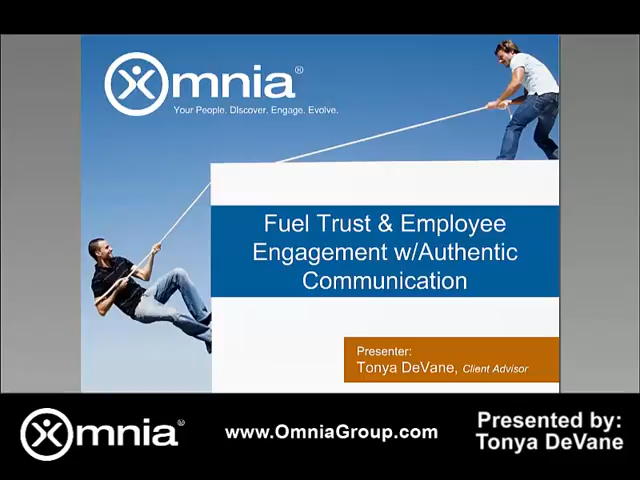 Omnia®
Your People. Discover. Engage. Evolve.
Fuel Trust & Employee
Engagement w/Authentic
Communication
Presenter:
Tonya DeVane, Client Advisor
Omnia®
www.OmniaGroup.com
Presented by:
Tonya DeVane